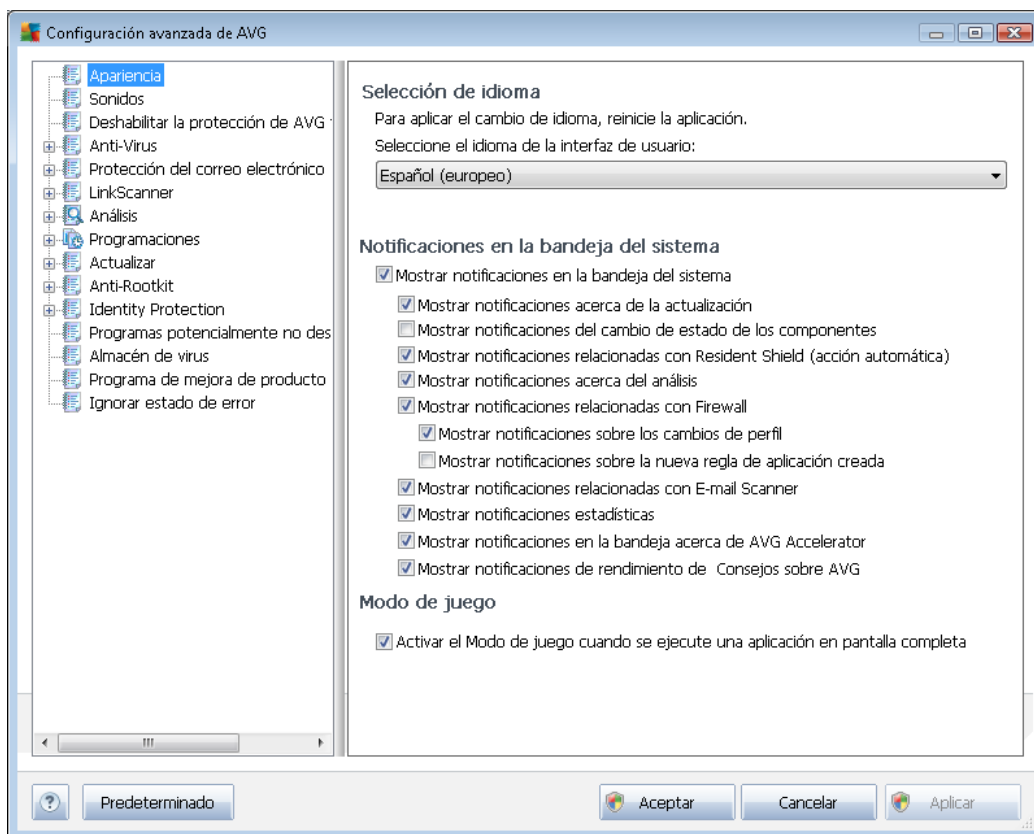 Configuración avanzada de AVG
Apariencia
Sonidos
Deshabilitar la protección de AVG
Anti-Virus
Protección del correo electrónico
LinkScanner
Análisis
Programaciones
Actualizar
Anti-Rootkit
Identity Protection
Programas potencialmente no des
Almacén de virus
Programa de mejora de producto
Ignorar estado de error
Selección de idioma
Para aplicar el cambio de idioma, reinicie la aplicación.
Seleccione el idioma de la interfaz de usuario:
Español (europeo)
Notificaciones en la bandeja del sistema
Mostrar notificaciones en la bandeja del sistema
Mostrar notificaciones acerca de la actualización
Mostrar notificaciones del cambio de estado de los componentes
Mostrar notificaciones relacionadas con Resident Shield (acción automática)
Mostrar notificaciones acerca del análisis
Mostrar notificaciones relacionadas con Firewall
Mostrar notificaciones sobre los cambios de perfil
Mostrar notificaciones sobre la nueva regla de aplicación creada
Mostrar notificaciones relacionadas con E-mail Scanner
Mostrar notificaciones estadísticas
Mostrar notificaciones en la bandeja acerca de AVG Accelerator
Mostrar notificaciones de rendimiento de Consejos sobre AVG
Modo de juego
Activar el Modo de juego cuando se ejecute una aplicación en pantalla completa
? Predeterminado Aceptar Cancelar Aplicar